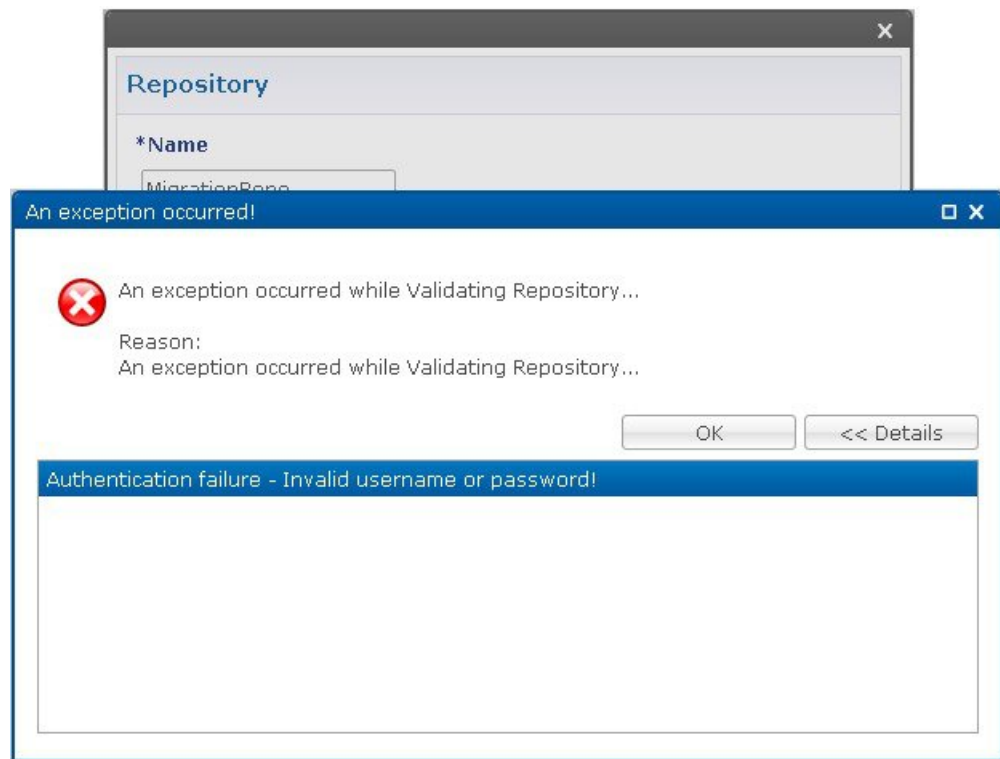 Repository
*Name
MigrationRepo
An exception occurred!
An exception occurred while Validating Repository...
Reason:
An exception occurred while Validating Repository...
OK
<< Details
Authentication failure - Invalid username or password!